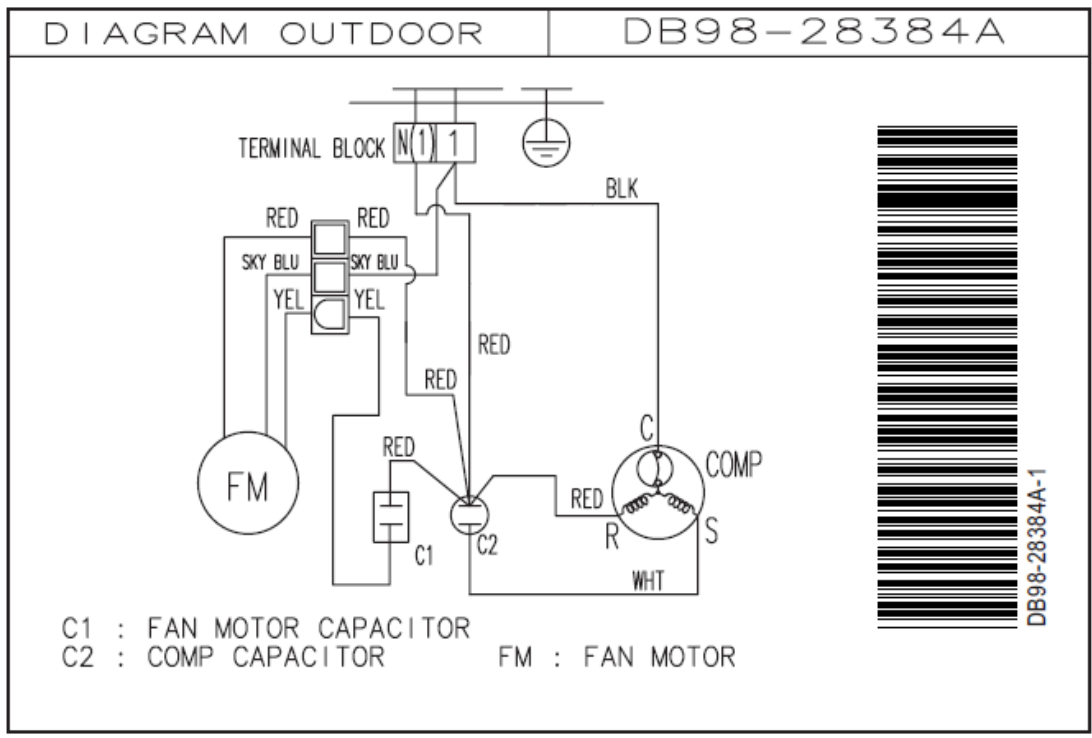 DIAGRAM OUTDOOR
DB98-28384A
TERMINAL BLOCK N(1) 1
BLK
RED RED
SKY BLU SKY BLU
YEL YEL
RED
RED
RED
C
COMP
FM
RED
R
S
C1
C2
WHT
DB98-28384A-1
C1 : FAN MOTOR CAPACITOR
C2 : COMP CAPACITOR FM : FAN MOTOR